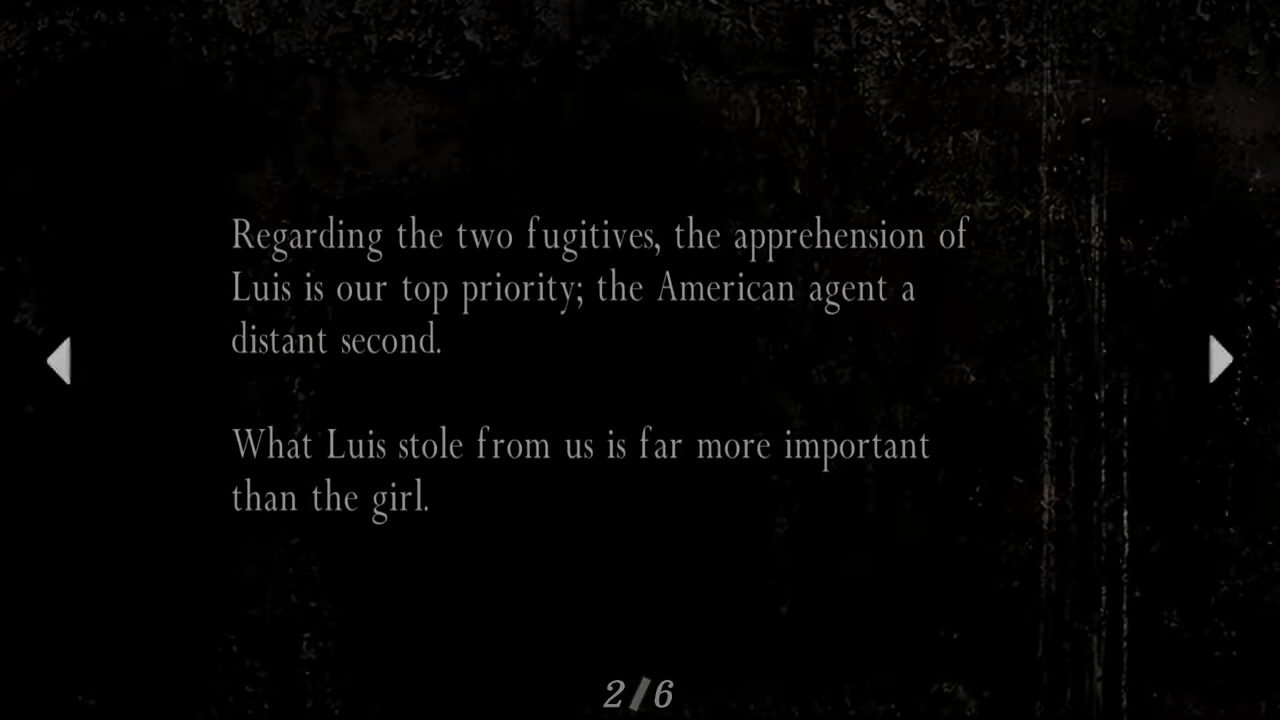 Regarding the two fugitives, the apprehension of
Luis is our top priority; the American agent a
distant second.
What Luis stole from us is far more important
than the girl.
2/6